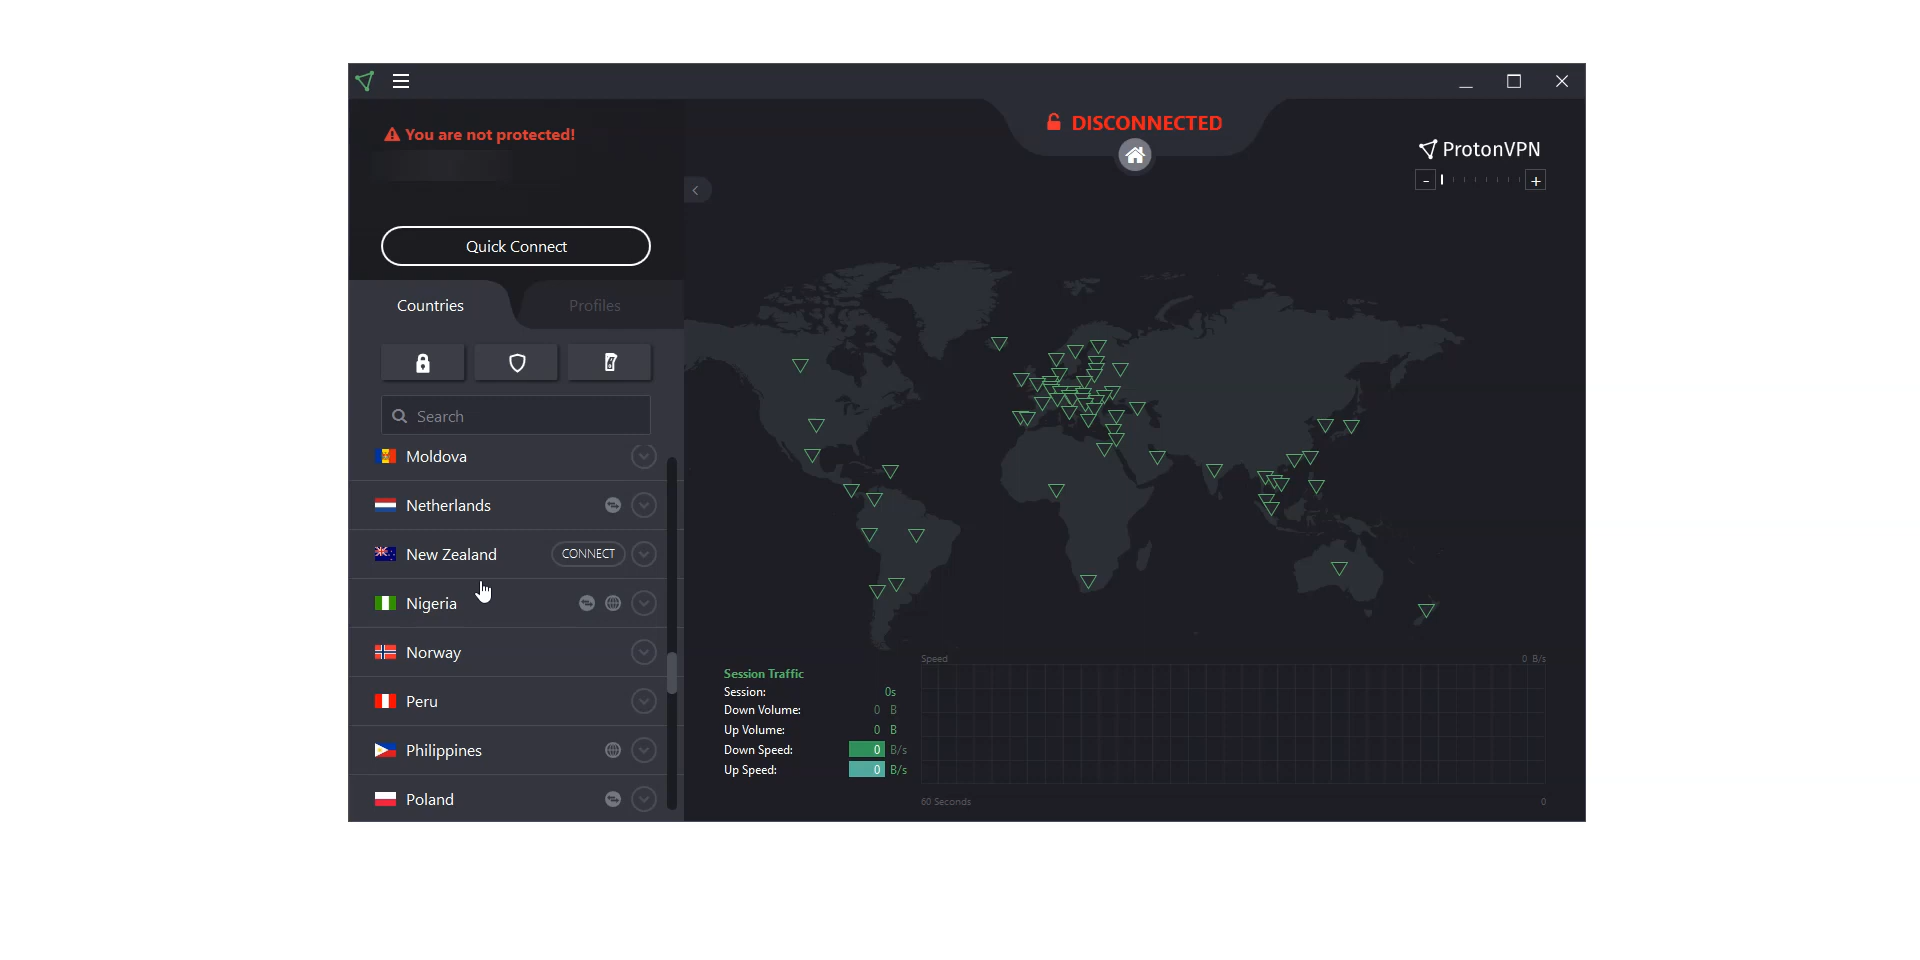 You are not protected!
DISCONNECTED
ProtonVPN
- +
Quick Connect
Countries
Profiles
Search
Moldova
Netherlands
New Zealand
CONNECT
Nigeria
Norway
Peru
Philippines
Poland
Session Traffic
Session: 0s
Down Volume: 0 B
Up Volume: 0 B
Down Speed: 0 B/s
Up Speed: 0 B/s
Speed
0 B/s
60 Seconds
0